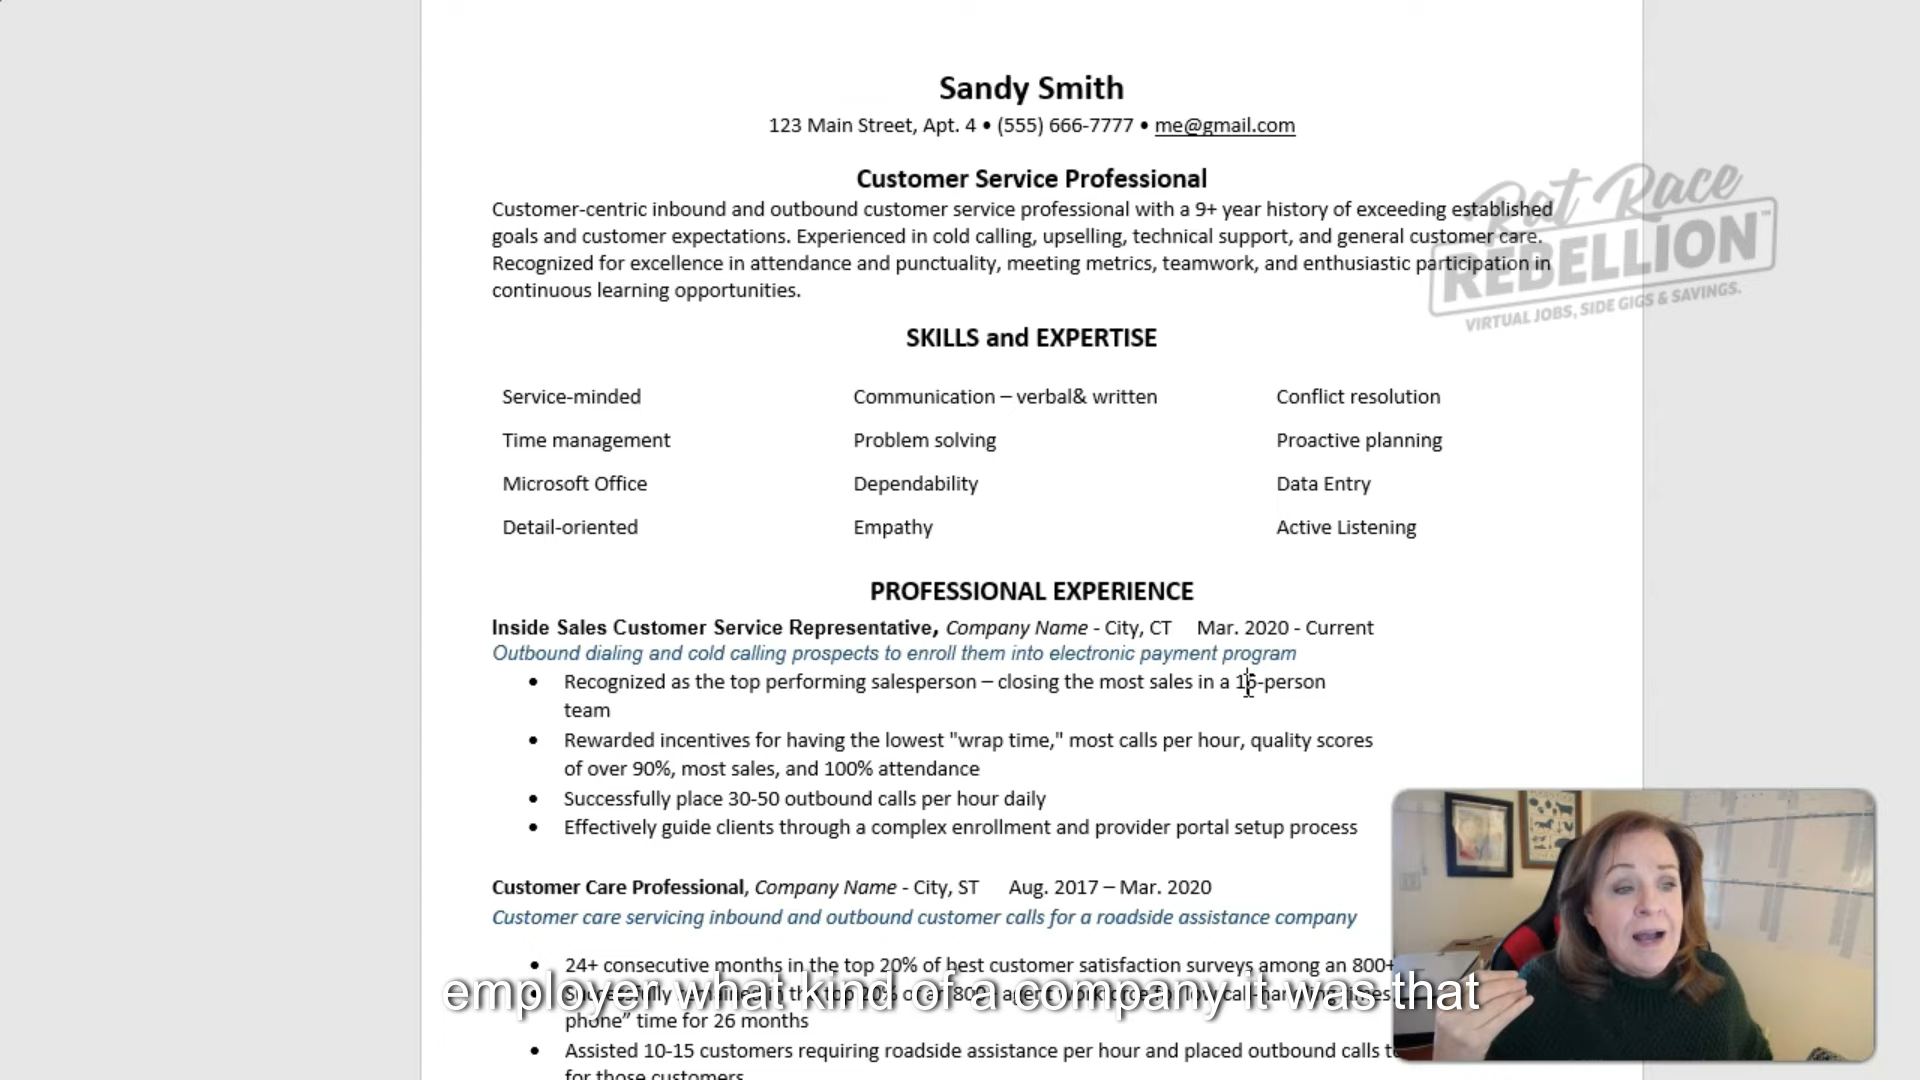 Sandy Smith
123 Main Street, Apt. 4 • (555) 666-7777 • me@gmail.com
Customer Service Professional
Customer-centric inbound and outbound customer service professional with a 9+ year history of exceeding established
goals and customer expectations. Experienced in cold calling, upselling, technical support, and general customer care.
Recognized for excellence in attendance and punctuality, meeting metrics, teamwork, and enthusiastic participation in
continuous learning opportunities.
Rat Race
REBELLION™
VIRTUAL JOBS, SIDE GIGS & SAVINGS.
SKILLS and EXPERTISE
Service-minded Communication – verbal& written Conflict resolution
Time management Problem solving Proactive planning
Microsoft Office Dependability Data Entry
Detail-oriented Empathy Active Listening
PROFESSIONAL EXPERIENCE
Inside Sales Customer Service Representative, Company Name - City, CT Mar. 2020 - Current
Outbound dialing and cold calling prospects to enroll them into electronic payment program
• Recognized as the top performing salesperson – closing the most sales in a -person
team
• Rewarded incentives for having the lowest "wrap time," most calls per hour, quality scores
of over 90%, most sales, and 100% attendance
• Successfully place 30-50 outbound calls per hour daily
• Effectively guide clients through a complex enrollment and provider portal setup process
Customer Care Professional, Company Name - City, ST Aug. 2017 – Mar. 2020
Customer care servicing inbound and outbound customer calls for a roadside assistance company
• 24+ consecutive months in the top 20% of best customer satisfaction surveys among an 800+
employer what kind of a company it was that
phone” time for 26 months
• Assisted 10-15 customers requiring roadside assistance per hour and placed outbound calls
for those customers